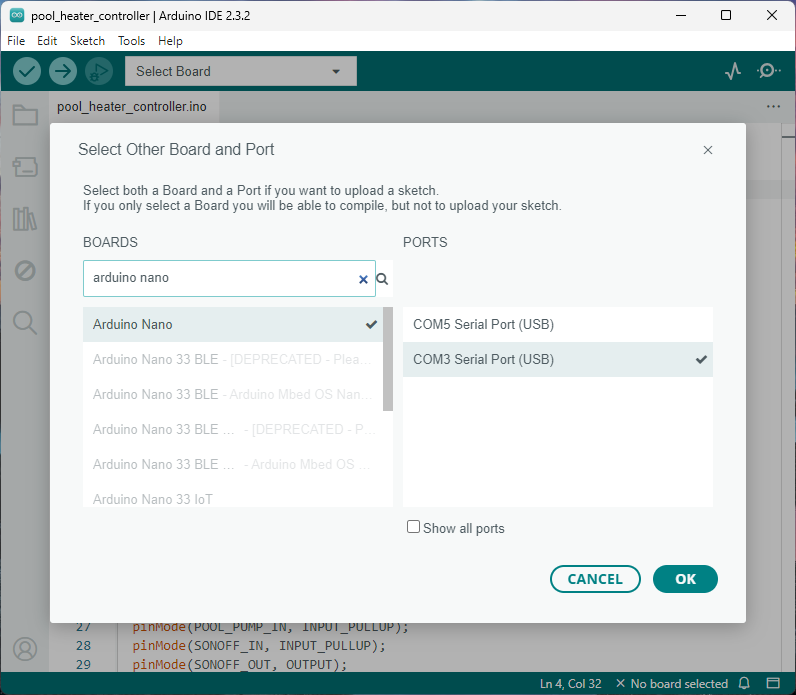 pool_heater_controller | Arduino IDE 2.3.2
File Edit Sketch Tools Help
Select Board
pool_heater_controller.ino
Select Other Board and Port
Select both a Board and a Port if you want to upload a sketch.
If you only select a Board you will be able to compile, but not to upload your sketch.
BOARDS
arduino nano
Arduino Nano
Arduino Nano 33 BLE - [DEPRECATED - Plea...
Arduino Nano 33 BLE - Arduino Mbed OS Nan...
Arduino Nano 33 BLE ... - [DEPRECATED - P...
Arduino Nano 33 BLE ... - Arduino Mbed OS ...
Arduino Nano 33 IoT
PORTS
COM5 Serial Port (USB)
COM3 Serial Port (USB)
Show all ports
CANCEL OK
27 pinMode(POOL_PUMP_IN, INPUT_PULLUP);
28 pinMode(SONOFF_IN, INPUT_PULLUP);
29 pinMode(SONOFF_OUT, OUTPUT);
Ln 4, Col 32 No board selected